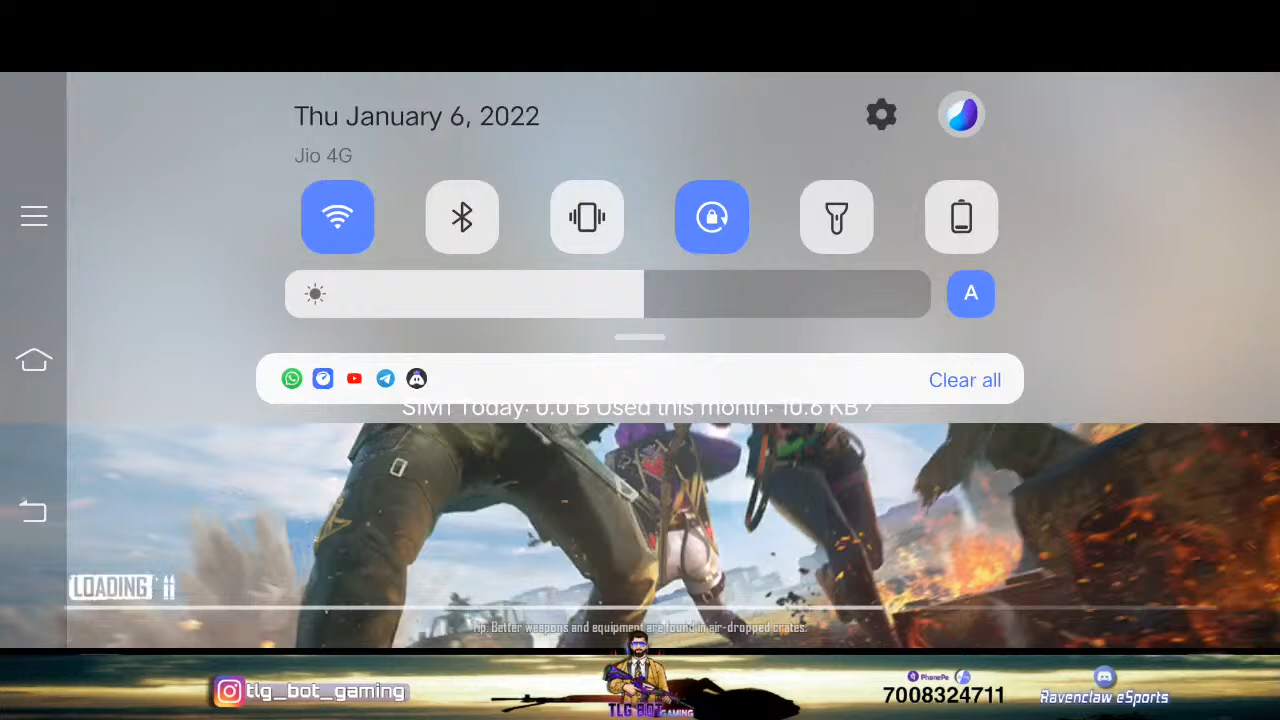 Thu January 6, 2022
Jio 4G
A
Clear all
SIM1 Today: 0.0 B Used this month: 10.6 KB ›
LOADING
Tip: Better weapons and equipment are found in air-dropped crates.
tlg_bot_gaming
TLG BOT
GAMING
PhonePe
7008324711
Ravenclaw eSports